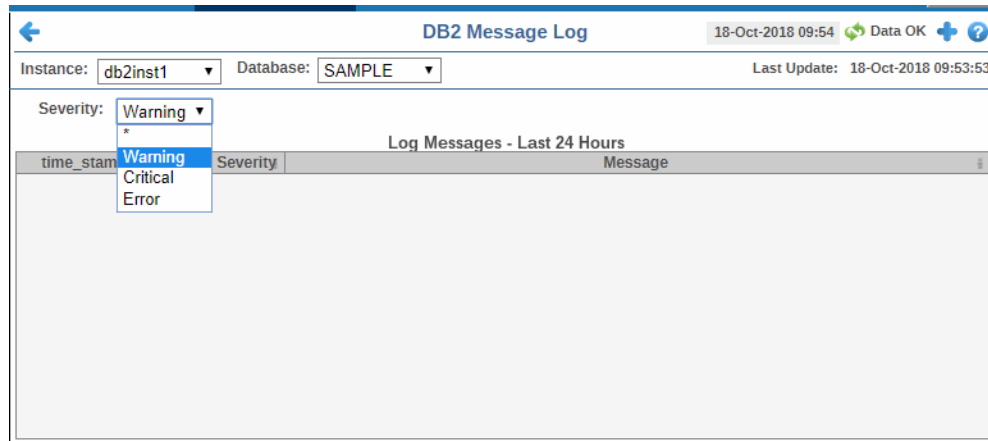 DB2 Message Log 18-Oct-2018 09:54 Data OK
Instance: db2inst1 Database: SAMPLE Last Update: 18-Oct-2018 09:53:53
Severity: Warning
*
Log Messages - Last 24 Hours
time_stam Severity Message
Warning
Critical
Error